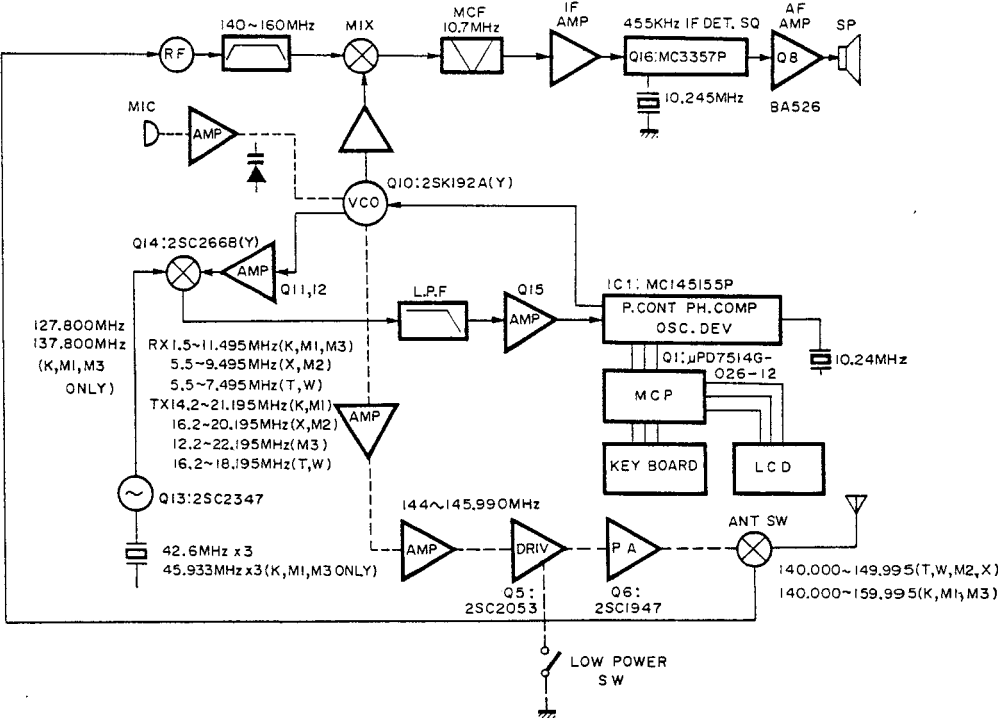 140~160MHz
MIX
MCF
10.7MHz
IF
AMP
455KHz IF DET. SQ
AF
AMP
SP
RF
Q16:MC3357P
Q8
10.245MHz
BA526
MIC
AMP
VCO
Q10:2SK192A(Y)
Q14:2SC2668(Y)
AMP
Q11,12
L.P.F
Q15
AMP
IC1: MC145155P
P.CONT PH.COMP
OSC.DEV
10.24MHz
127.800MHz
137.800MHz
(K,M1,M3
ONLY)
RX1.5~11.495MHz(K,M1,M3)
5.5~9.495MHz(X,M2)
5.5~7.495MHz(T,W)
TX14.2~21.195MHz(K,M1)
16.2~20.195MHz(X,M2)
12.2~22.195MHz(M3)
16.2~18.195MHz(T,W)
AMP
Q1:μPD7514G-
026-12
MCP
KEY BOARD
LCD
Q13:2SC2347
42.6MHz x3
45.933MHz x3(K,M1,M3 ONLY)
144~145.990MHz
AMP
DRIV
PA
ANT SW
Q5:
2SC2053
Q6:
2SC1947
140.000~149.995(T,W,M2,X)
140.000~159.995(K,M1,M3)
LOW POWER
SW